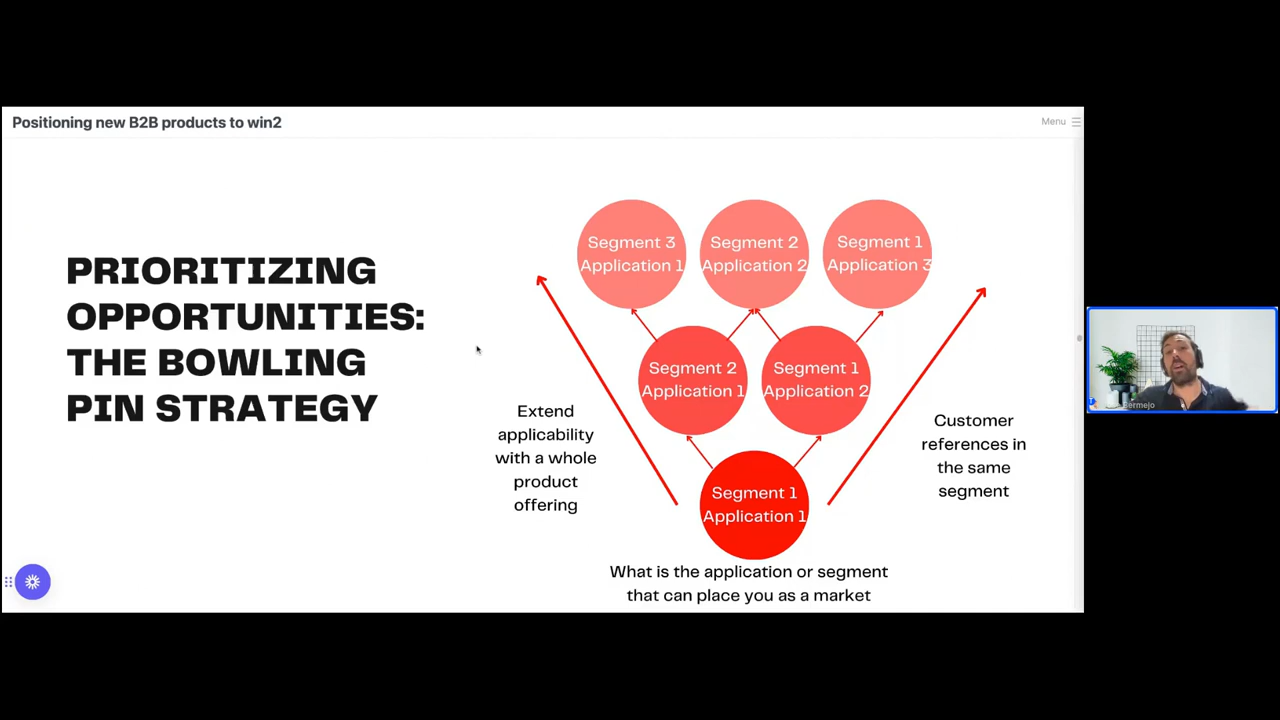 Positioning new B2B products to win2
Menu
PRIORITIZING
OPPORTUNITIES:
THE BOWLING
PIN STRATEGY
Segment 3
Application 1
Segment 2
Application 2
Segment 1
Application 3
Segment 2
Application 1
Segment 1
Application 2
Segment 1
Application 1
Extend
applicability
with a whole
product
offering
Customer
references in
the same
segment
What is the application or segment
that can place you as a market
Bermejo